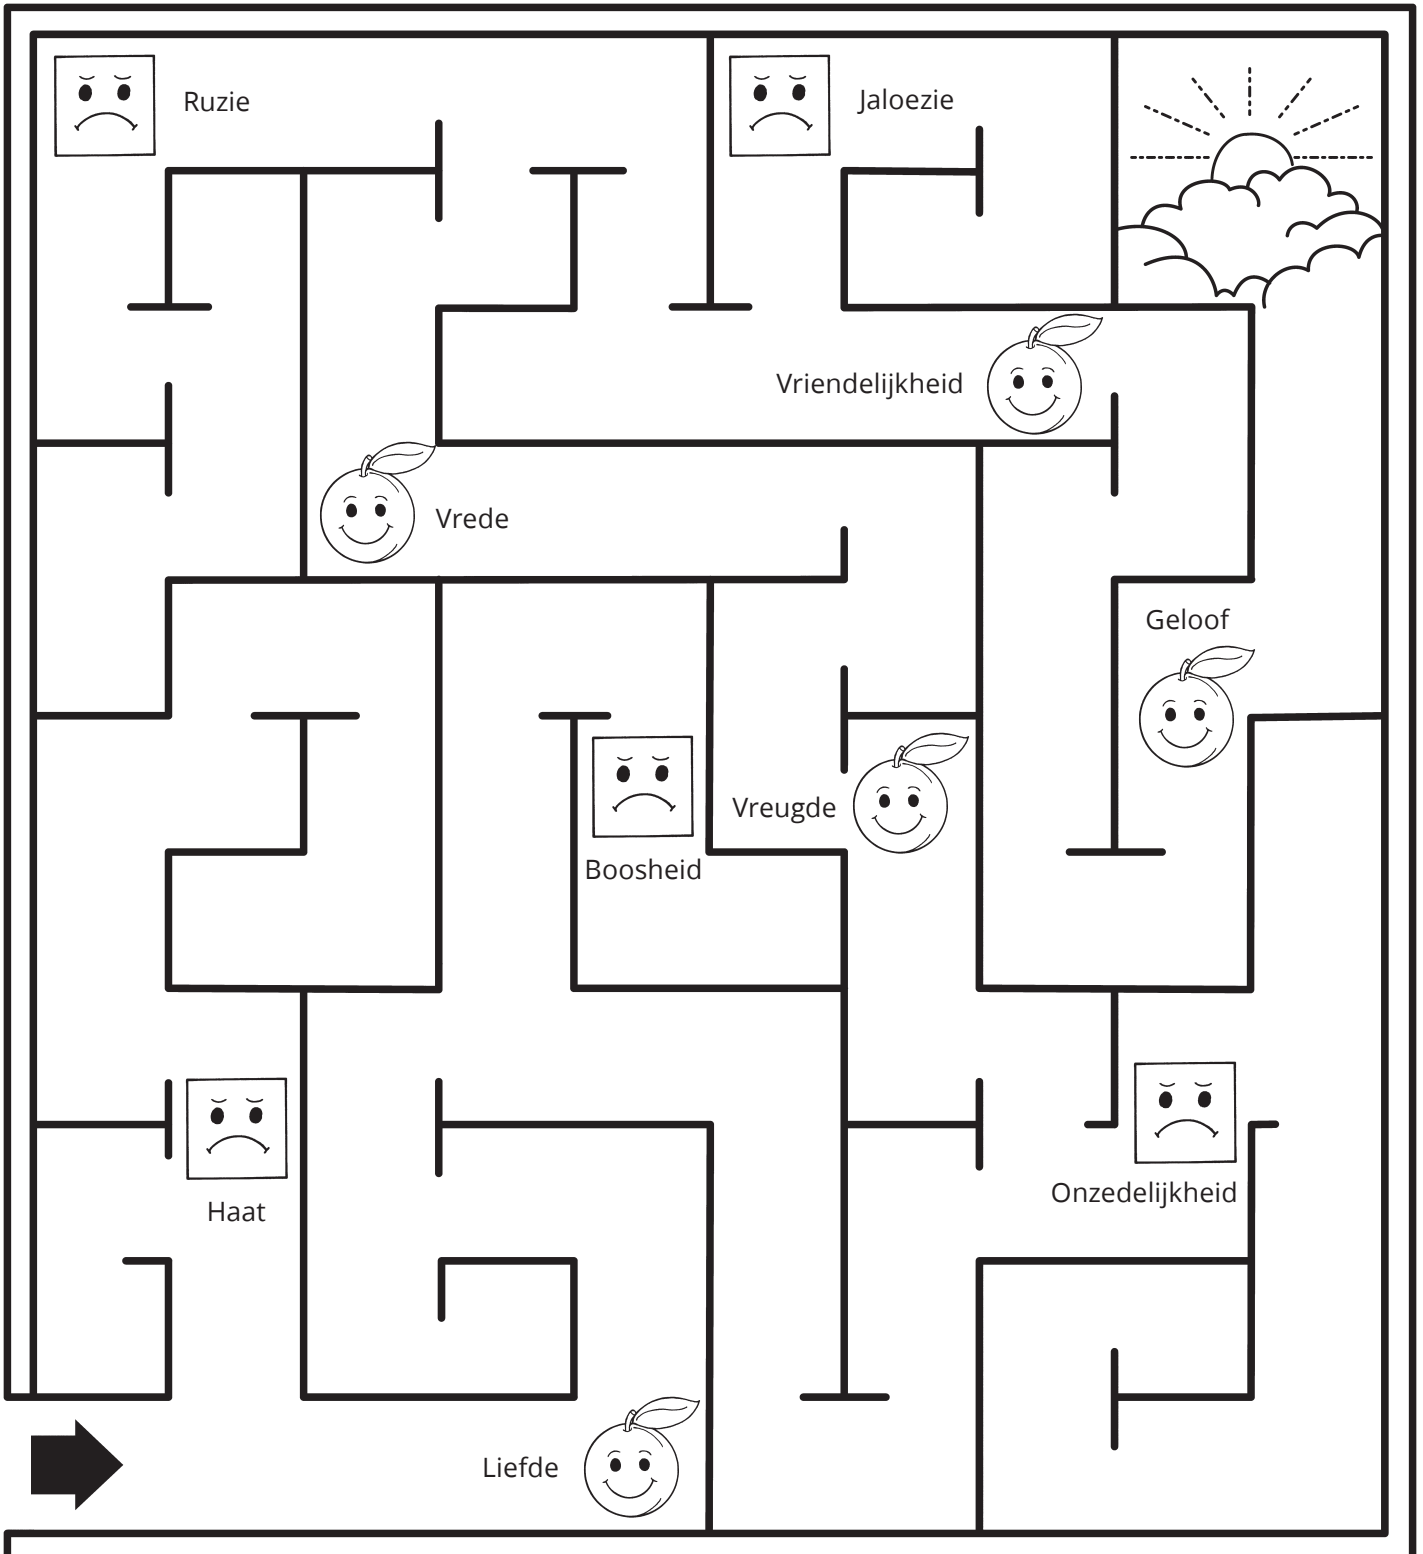 Ruzie
Jaloezie
Vriendelijkheid
Vrede
Geloof
Vreugde
Boosheid
Onzedelijkheid
Haat
Liefde